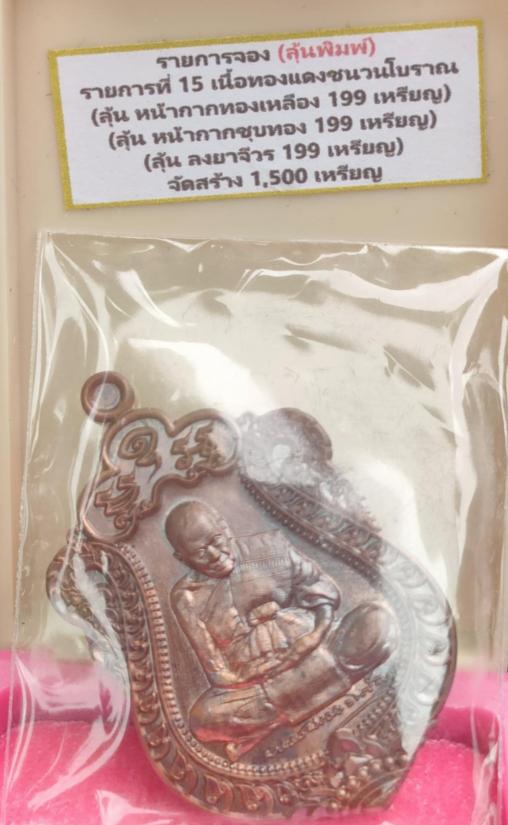 รายการจอง (ลุ้นพิมพ์)
รายการที่ 15 เนื้อทองแดงชนวนโบราณ
(ลุ้น หน้ากากทองเหลือง 199 เหรียญ)
(ลุ้น หน้ากากชุบทอง 199 เหรียญ)
(ลุ้น ลงยาจีวร 199 เหรียญ)
จัดสร้าง 1,500 เหรียญ